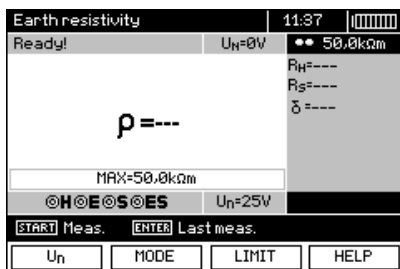 Earth resistivity 11:37
Ready! UN=0V •• 50,0kΩm
RH=---
RS=---
δ=---
ρ=---
MAX=50,0kΩm
◎H◎E◎S◎ES Un=25V
START Meas. ENTER Last meas.
Un MODE LIMIT HELP